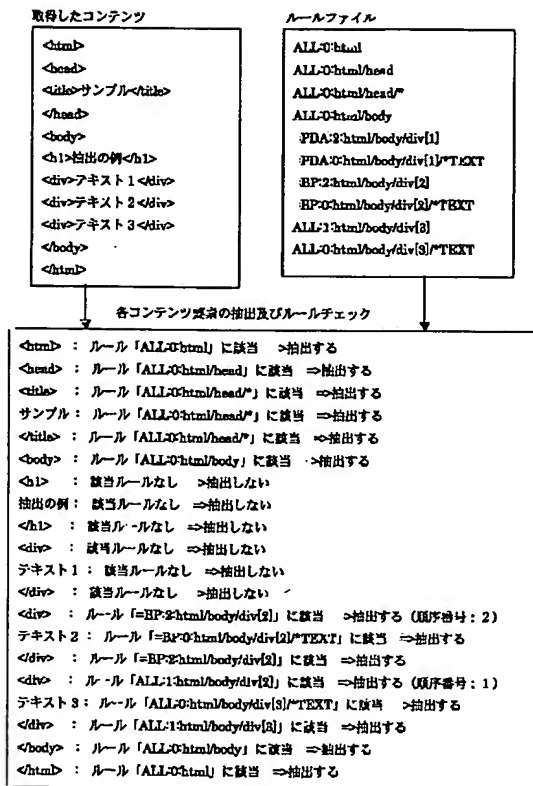 取得したコンテンツ
<html>
<head>
<title>サンプル</title>
</head>
<body>
<h1>抽出の例</h1>
<div>テキスト1</div>
<div>テキスト2</div>
<div>テキスト3</div>
</body>
</html>
ルールファイル
ALL:0:html
ALL:0:html/head
ALL:0:html/head/*
ALL:0:html/body
:PDA:2:html/body/div[1]
:PDA:0:html/body/div[1]/*TEXT
:BP:2:html/body/div[2]
:BP:0:html/body/div[2]/*TEXT
ALL:1:html/body/div[3]
ALL:0:html/body/div[3]/*TEXT
各コンテンツ要素の抽出及びルールチェック
<html> : ルール「ALL:0:html」に該当 =>抽出する
<head> : ルール「ALL:0:html/head」に該当 =>抽出する
<title> : ルール「ALL:0:html/head/*」に該当 =>抽出する
サンプル : ルール「ALL:0:html/head/*」に該当 =>抽出する
</title> : ルール「ALL:0:html/head/*」に該当 =>抽出する
<body> : ルール「ALL:0:html/body」に該当 =>抽出する
<h1> : 該当ルールなし =>抽出しない
抽出の例 : 該当ルールなし =>抽出しない
</h1> : 該当ルールなし =>抽出しない
<div> : 該当ルールなし =>抽出しない
テキスト1 : 該当ルールなし =>抽出しない
</div> : 該当ルールなし =>抽出しない
<div> : ルール「=BP:2:html/body/div[2]」に該当 =>抽出する (順序番号:2)
テキスト2 : ルール「=BP:0:html/body/div[2]/*TEXT」に該当 =>抽出する
</div> : ルール「=BP:2:html/body/div[2]」に該当 =>抽出する
<div> : ルール「ALL:1:html/body/div[2]」に該当 =>抽出する (順序番号:1)
テキスト3 : ルール「ALL:0:html/body/div[3]/*TEXT」に該当 =>抽出する
</div> : ルール「ALL:1:html/body/div[3]」に該当 =>抽出する
</body> : ルール「ALL:0:html/body」に該当 =>抽出する
</html> : ルール「ALL:0:html」に該当 =>抽出する